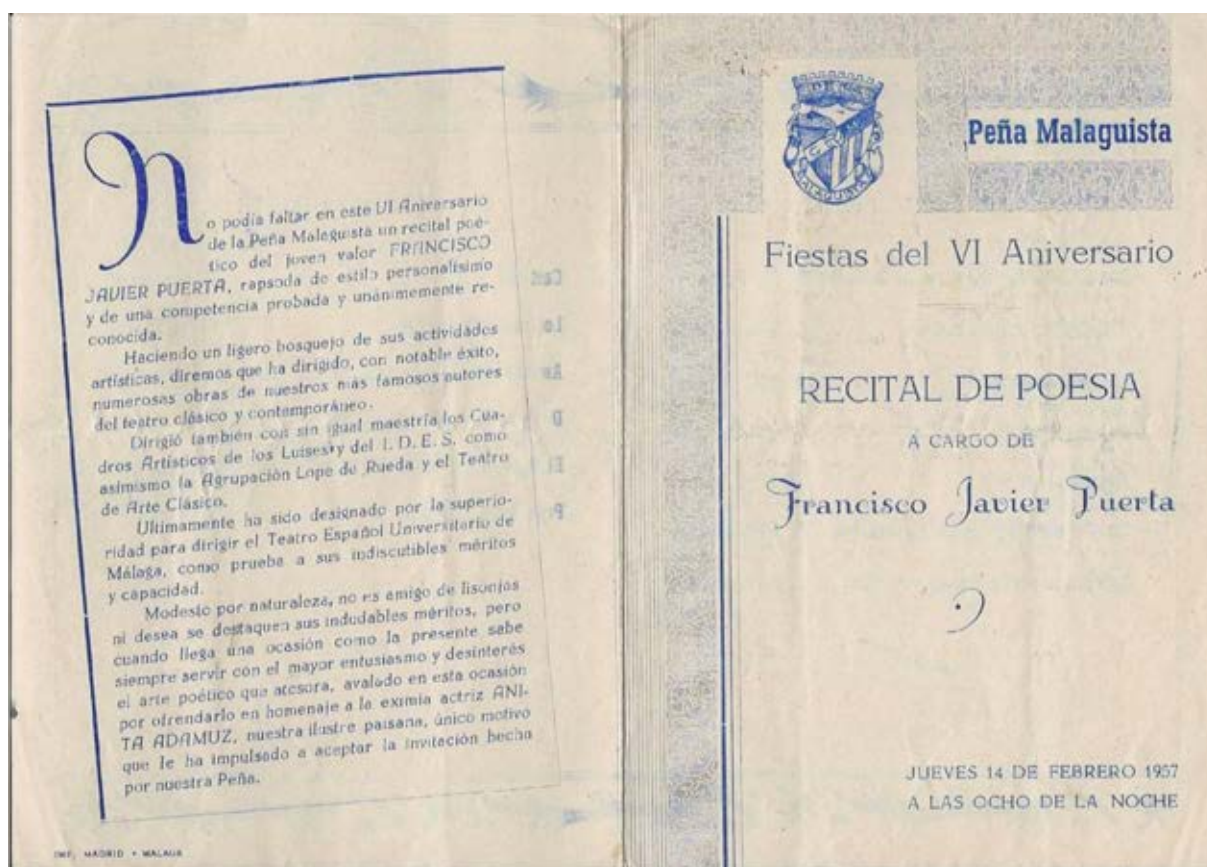 No podía faltar en este VI Aniversario
de la Peña Malaguista un recital poé-
tico del joven valor FRANCISCO
JAVIER PUERTA, rapsoda de estilo personalísimo
y de una competencia probada y unánimemente re-
conocida.
Haciendo un ligero bosquejo de sus actividades
artísticas, diremos que ha dirigido, con notable éxito,
numerosas obras de nuestros más famosos autores
del teatro clásico y contemporáneo.
Dirigió también con sin igual maestría los Cua-
dros Artísticos de los Luises y del I. D. E. S. como
asimismo la Agrupación Lope de Rueda y el Teatro
de Arte Clásico.
Ultimamente ha sido designado por la superio-
ridad para dirigir el Teatro Español Universitario de
Málaga, como prueba a sus indiscutibles méritos
y capacidad.
Modesto por naturaleza, no es amigo de lisonjas
ni desea se destaquen sus indudables méritos, pero
cuando llega una ocasión como la presente sabe
siempre servir con el mayor entusiasmo y desinterés
el arte poético que atesora, avalado en esta ocasión
por ofrendarlo en homenaje a la eximia actriz ANI-
TA ADAMUZ, nuestra ilustre paisana, único motivo
que le ha impulsado a aceptar la invitación hecha
por nuestra Peña.
IMP. MADRID - MALAGA
PEÑA
MALAGUISTA
Peña Malaguista
Fiestas del VI Aniversario
RECITAL DE POESIA
A CARGO DE
Francisco Javier Puerta
JUEVES 14 DE FEBRERO 1957
A LAS OCHO DE LA NOCHE